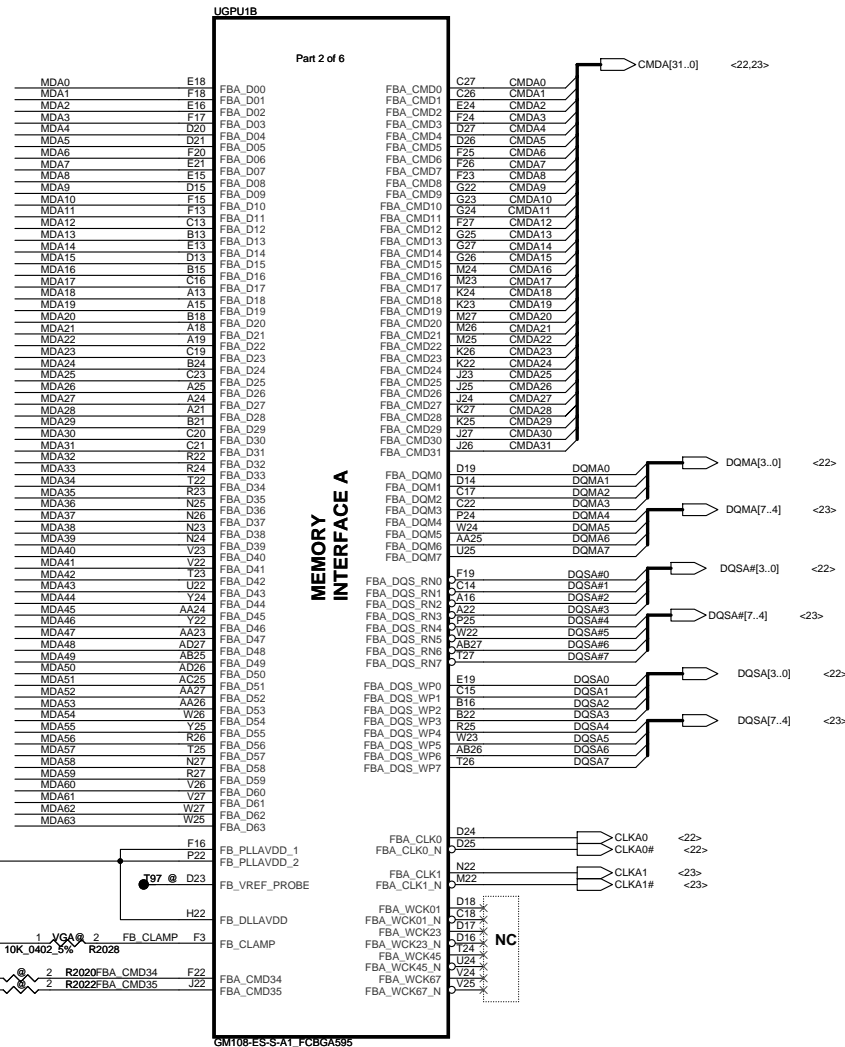 UGPU1B
Part 2 of 6
MDA0 E18 FBA_D00
MDA1 F18 FBA_D01
MDA2 E16 FBA_D02
MDA3 F17 FBA_D03
MDA4 D20 FBA_D04
MDA5 D21 FBA_D05
MDA6 F20 FBA_D06
MDA7 E21 FBA_D07
MDA8 E15 FBA_D08
MDA9 D15 FBA_D09
MDA10 F15 FBA_D10
MDA11 F13 FBA_D11
MDA12 C13 FBA_D12
MDA13 B13 FBA_D13
MDA14 E13 FBA_D14
MDA15 D13 FBA_D15
MDA16 B15 FBA_D16
MDA17 C16 FBA_D17
MDA18 A13 FBA_D18
MDA19 A15 FBA_D19
MDA20 B18 FBA_D20
MDA21 A18 FBA_D21
MDA22 A19 FBA_D22
MDA23 C19 FBA_D23
MDA24 B24 FBA_D24
MDA25 C23 FBA_D25
MDA26 A25 FBA_D26
MDA27 A24 FBA_D27
MDA28 A21 FBA_D28
MDA29 B21 FBA_D29
MDA30 C20 FBA_D30
MDA31 C21 FBA_D31
MDA32 R22 FBA_D32
MDA33 R24 FBA_D33
MDA34 T22 FBA_D34
MDA35 R23 FBA_D35
MDA36 N25 FBA_D36
MDA37 N26 FBA_D37
MDA38 N23 FBA_D38
MDA39 N24 FBA_D39
MDA40 V23 FBA_D40
MDA41 V22 FBA_D41
MDA42 T23 FBA_D42
MDA43 U22 FBA_D43
MDA44 Y24 FBA_D44
MDA45 AA24 FBA_D45
MDA46 Y22 FBA_D46
MDA47 AA23 FBA_D47
MDA48 AD27 FBA_D48
MDA49 AB25 FBA_D49
MDA50 AD26 FBA_D50
MDA51 AC25 FBA_D51
MDA52 AA27 FBA_D52
MDA53 AA26 FBA_D53
MDA54 W26 FBA_D54
MDA55 Y25 FBA_D55
MDA56 R26 FBA_D56
MDA57 T25 FBA_D57
MDA58 N27 FBA_D58
MDA59 R27 FBA_D59
MDA60 V26 FBA_D60
MDA61 V27 FBA_D61
MDA62 W27 FBA_D62
MDA63 W25 FBA_D63
F16 FB_PLLAVDD_1
P22 FB_PLLAVDD_2
T97 @ D23 FB_VREF_PROBE
H22 FB_DLLAVDD
1 VGA@ 2 FB_CLAMP F3 FB_CLAMP
10K_0402_5% R2028
@ 2 R2020 FBA_CMD34 F22 FBA_CMD34
@ 2 R2022 FBA_CMD35 J22 FBA_CMD35
MEMORY
INTERFACE A
FBA_CMD0 C27 CMDA0
FBA_CMD1 C26 CMDA1
FBA_CMD2 E24 CMDA2
FBA_CMD3 F24 CMDA3
FBA_CMD4 D27 CMDA4
FBA_CMD5 D26 CMDA5
FBA_CMD6 F25 CMDA6
FBA_CMD7 F26 CMDA7
FBA_CMD8 F23 CMDA8
FBA_CMD9 G22 CMDA9
FBA_CMD10 G23 CMDA10
FBA_CMD11 G24 CMDA11
FBA_CMD12 F27 CMDA12
FBA_CMD13 G25 CMDA13
FBA_CMD14 G27 CMDA14
FBA_CMD15 G26 CMDA15
FBA_CMD16 M24 CMDA16
FBA_CMD17 M23 CMDA17
FBA_CMD18 K24 CMDA18
FBA_CMD19 K23 CMDA19
FBA_CMD20 M27 CMDA20
FBA_CMD21 M26 CMDA21
FBA_CMD22 M25 CMDA22
FBA_CMD23 K26 CMDA23
FBA_CMD24 K22 CMDA24
FBA_CMD25 J23 CMDA25
FBA_CMD26 J25 CMDA26
FBA_CMD27 J24 CMDA27
FBA_CMD28 K27 CMDA28
FBA_CMD29 K25 CMDA29
FBA_CMD30 J27 CMDA30
FBA_CMD31 J26 CMDA31
CMDA[31..0] <22,23>
FBA_DQM0 D19 DQMA0
FBA_DQM1 D14 DQMA1
FBA_DQM2 C17 DQMA2
FBA_DQM3 C22 DQMA3
FBA_DQM4 P24 DQMA4
FBA_DQM5 W24 DQMA5
FBA_DQM6 AA25 DQMA6
FBA_DQM7 U25 DQMA7
DQMA[3..0] <22>
DQMA[7..4] <23>
FBA_DQS_RN0 F19 DQSA#0
FBA_DQS_RN1 C14 DQSA#1
FBA_DQS_RN2 A16 DQSA#2
FBA_DQS_RN3 A22 DQSA#3
FBA_DQS_RN4 P25 DQSA#4
FBA_DQS_RN5 W22 DQSA#5
FBA_DQS_RN6 AB27 DQSA#6
FBA_DQS_RN7 T27 DQSA#7
DQSA#[3..0] <22>
DQSA#[7..4] <23>
FBA_DQS_WP0 E19 DQSA0
FBA_DQS_WP1 C15 DQSA1
FBA_DQS_WP2 B16 DQSA2
FBA_DQS_WP3 B22 DQSA3
FBA_DQS_WP4 R25 DQSA4
FBA_DQS_WP5 W23 DQSA5
FBA_DQS_WP6 AB26 DQSA6
FBA_DQS_WP7 T26 DQSA7
DQSA[3..0] <22>
DQSA[7..4] <23>
FBA_CLK0 D24 CLKA0 <22>
FBA_CLK0_N D25 CLKA0# <22>
FBA_CLK1 N22 CLKA1 <23>
FBA_CLK1_N M22 CLKA1# <23>
FBA_WCK01 D18
FBA_WCK01_N C18
FBA_WCK23 D17
FBA_WCK23_N D16
FBA_WCK45 T24
FBA_WCK45_N U24
FBA_WCK67 V24
FBA_WCK67_N V25
NC
GM108-ES-S-A1_FCBGA595